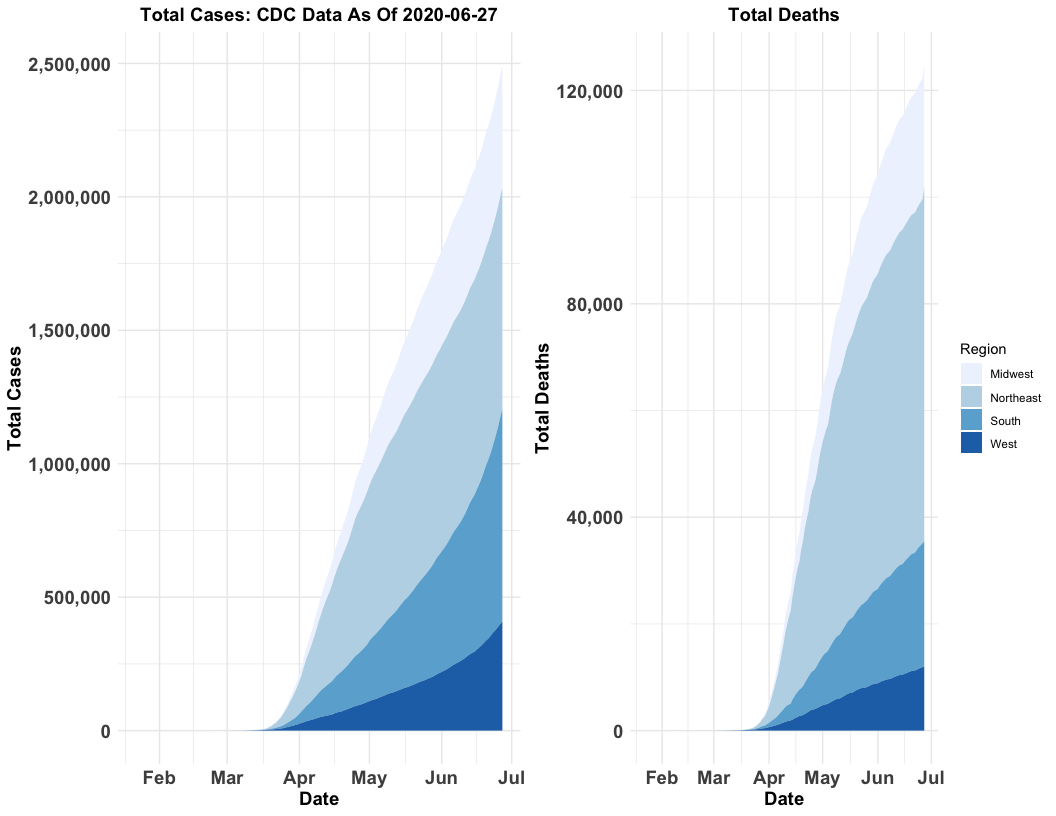 Total Cases: CDC Data As Of 2020-06-27
Total Cases
2,500,000
2,000,000
1,500,000
1,000,000
500,000
0
Feb Mar Apr May Jun Jul
Date
Total Deaths
Total Deaths
120,000
80,000
40,000
0
Feb Mar Apr May Jun Jul
Date
Region
Midwest
Northeast
South
West